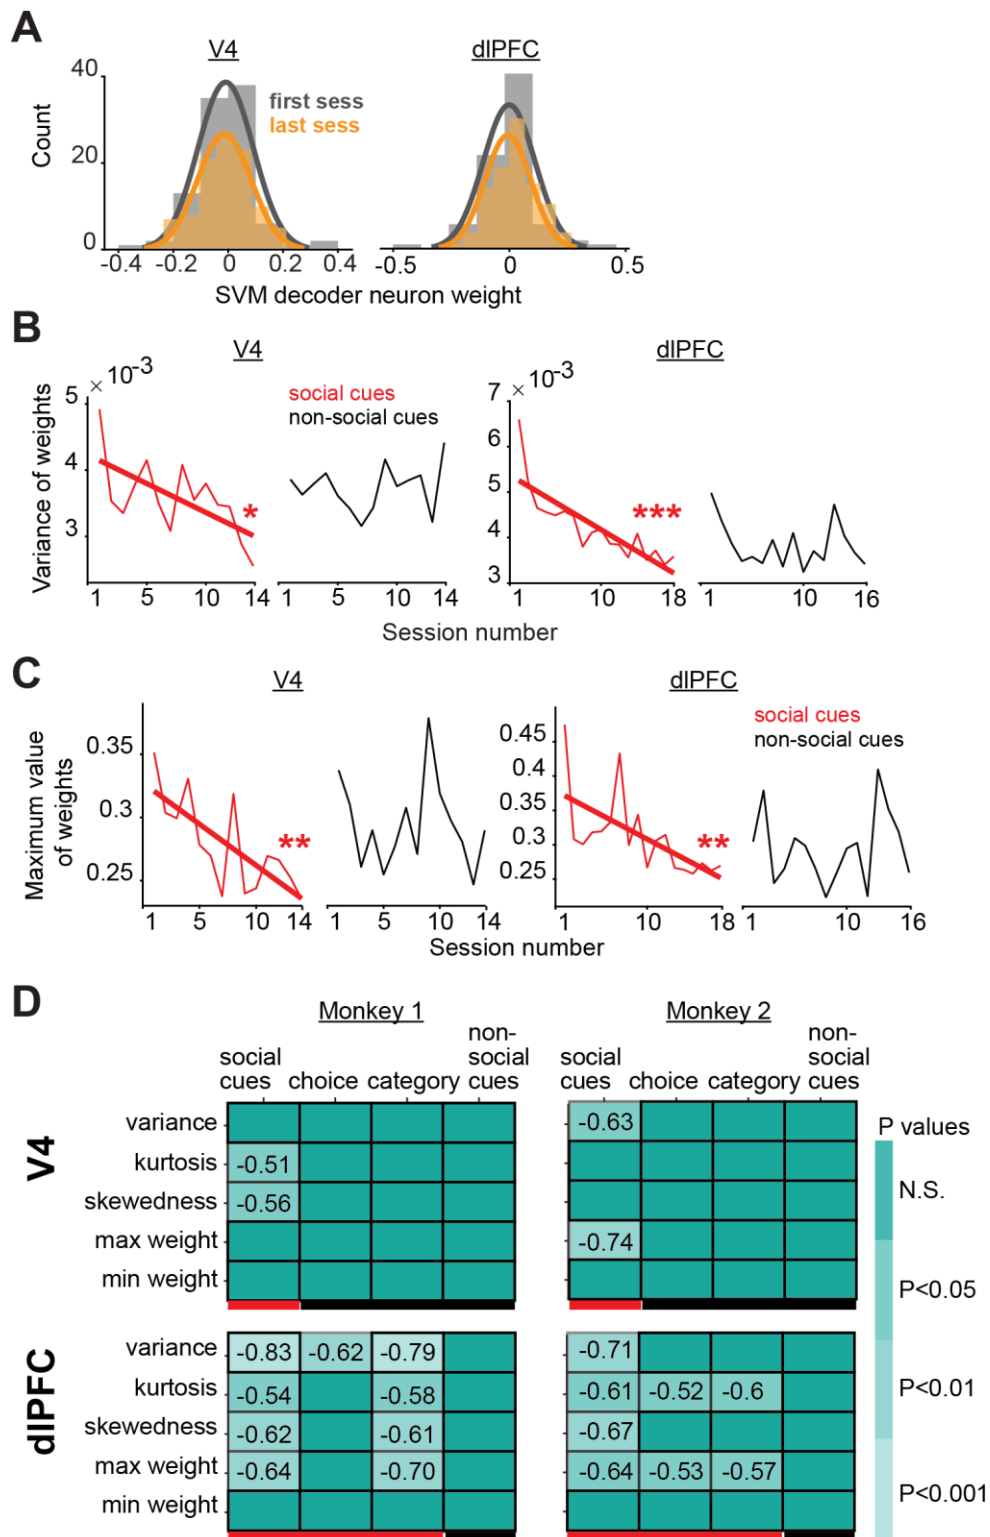 A
V4
dlPFC
40
20
0
Count
first sess
last sess
-0.4 -0.2 0 0.2 0.4
-0.5 0 0.5
SVM decoder neuron weight
B
V4
dlPFC
× 10-3
5
4
3
Variance of weights
social cues
non-social cues
*
1 5 10 14
1 5 10 14
× 10-3
7
6
5
4
3
***
1 10 18
1 10 16
Session number
C
V4
dlPFC
0.35
0.3
0.25
Maximum value
of weights
**
1 5 10 14
1 5 10 14
0.45
0.4
0.35
0.3
0.25
social cues
non-social cues
**
1 10 18
1 10 16
Session number
D
Monkey 1
Monkey 2
social
cues choice category non-
social
cues
social
cues choice category non-
social
cues
V4
variance -0.63
kurtosis -0.51
skewedness -0.56
max weight -0.74
min weight
dlPFC
variance -0.83 -0.62 -0.79 -0.71
kurtosis -0.54 -0.58 -0.61 -0.52 -0.6
skewedness -0.62 -0.61 -0.67
max weight -0.64 -0.70 -0.64 -0.53 -0.57
min weight
P values
N.S.
P<0.05
P<0.01
P<0.001